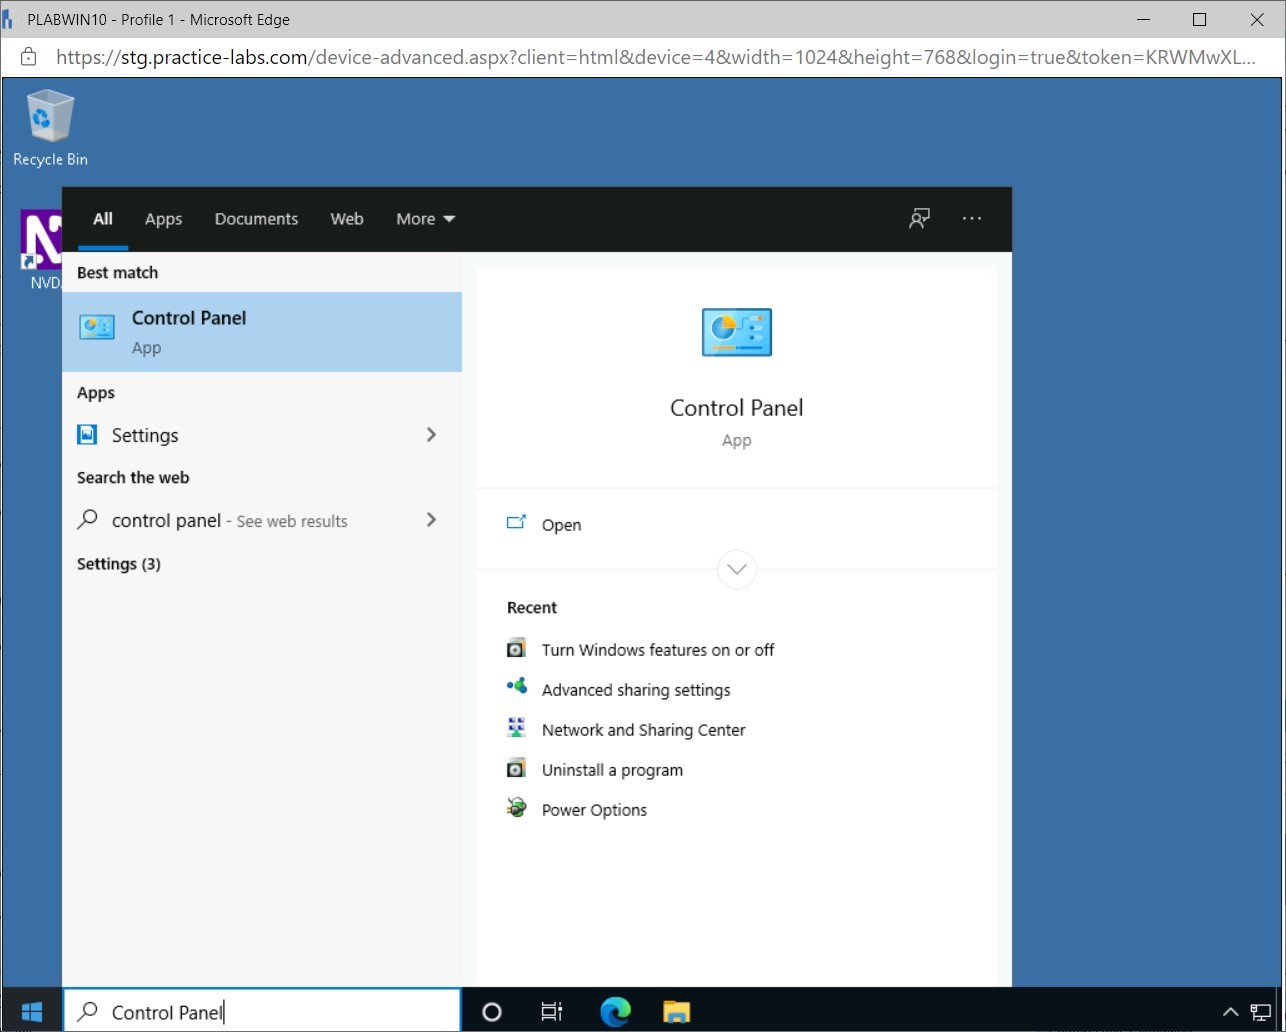 PLABWIN10 - Profile 1 - Microsoft Edge
https://stg.practice-labs.com/device-advanced.aspx?client=html&device=4&width=1024&height=768&login=true&token=KRWMwXL...
Recycle Bin
NVD
All Apps Documents Web More
Best match
Control Panel
App
Apps
Settings
Search the web
control panel - See web results
Settings (3)
Control Panel
App
Open
Recent
Turn Windows features on or off
Advanced sharing settings
Network and Sharing Center
Uninstall a program
Power Options
Control Panel